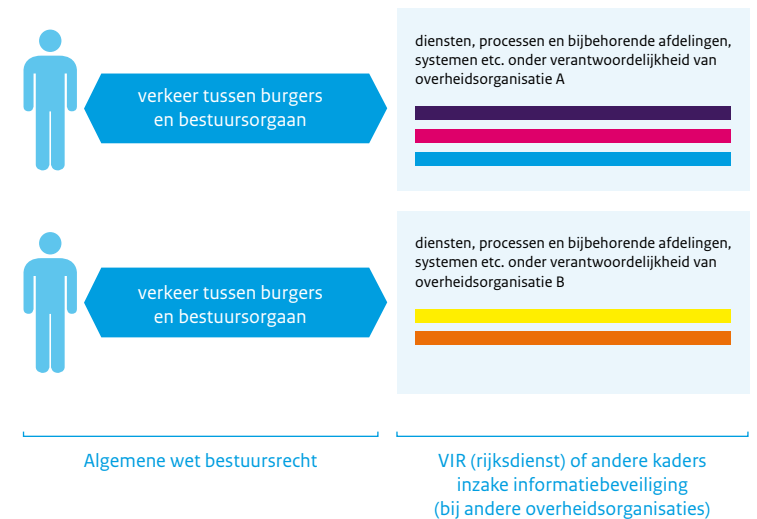 diensten, processen en bijbehorende afdelingen,
systemen etc. onder verantwoordelijkheid van
overheidsorganisatie A
verkeer tussen burgers
en bestuursorgaan
diensten, processen en bijbehorende afdelingen,
systemen etc. onder verantwoordelijkheid van
overheidsorganisatie B
verkeer tussen burgers
en bestuursorgaan
Algemene wet bestuursrecht
VIR (rijksdienst) of andere kaders
inzake informatiebeveiliging
(bij andere overheidsorganisaties)